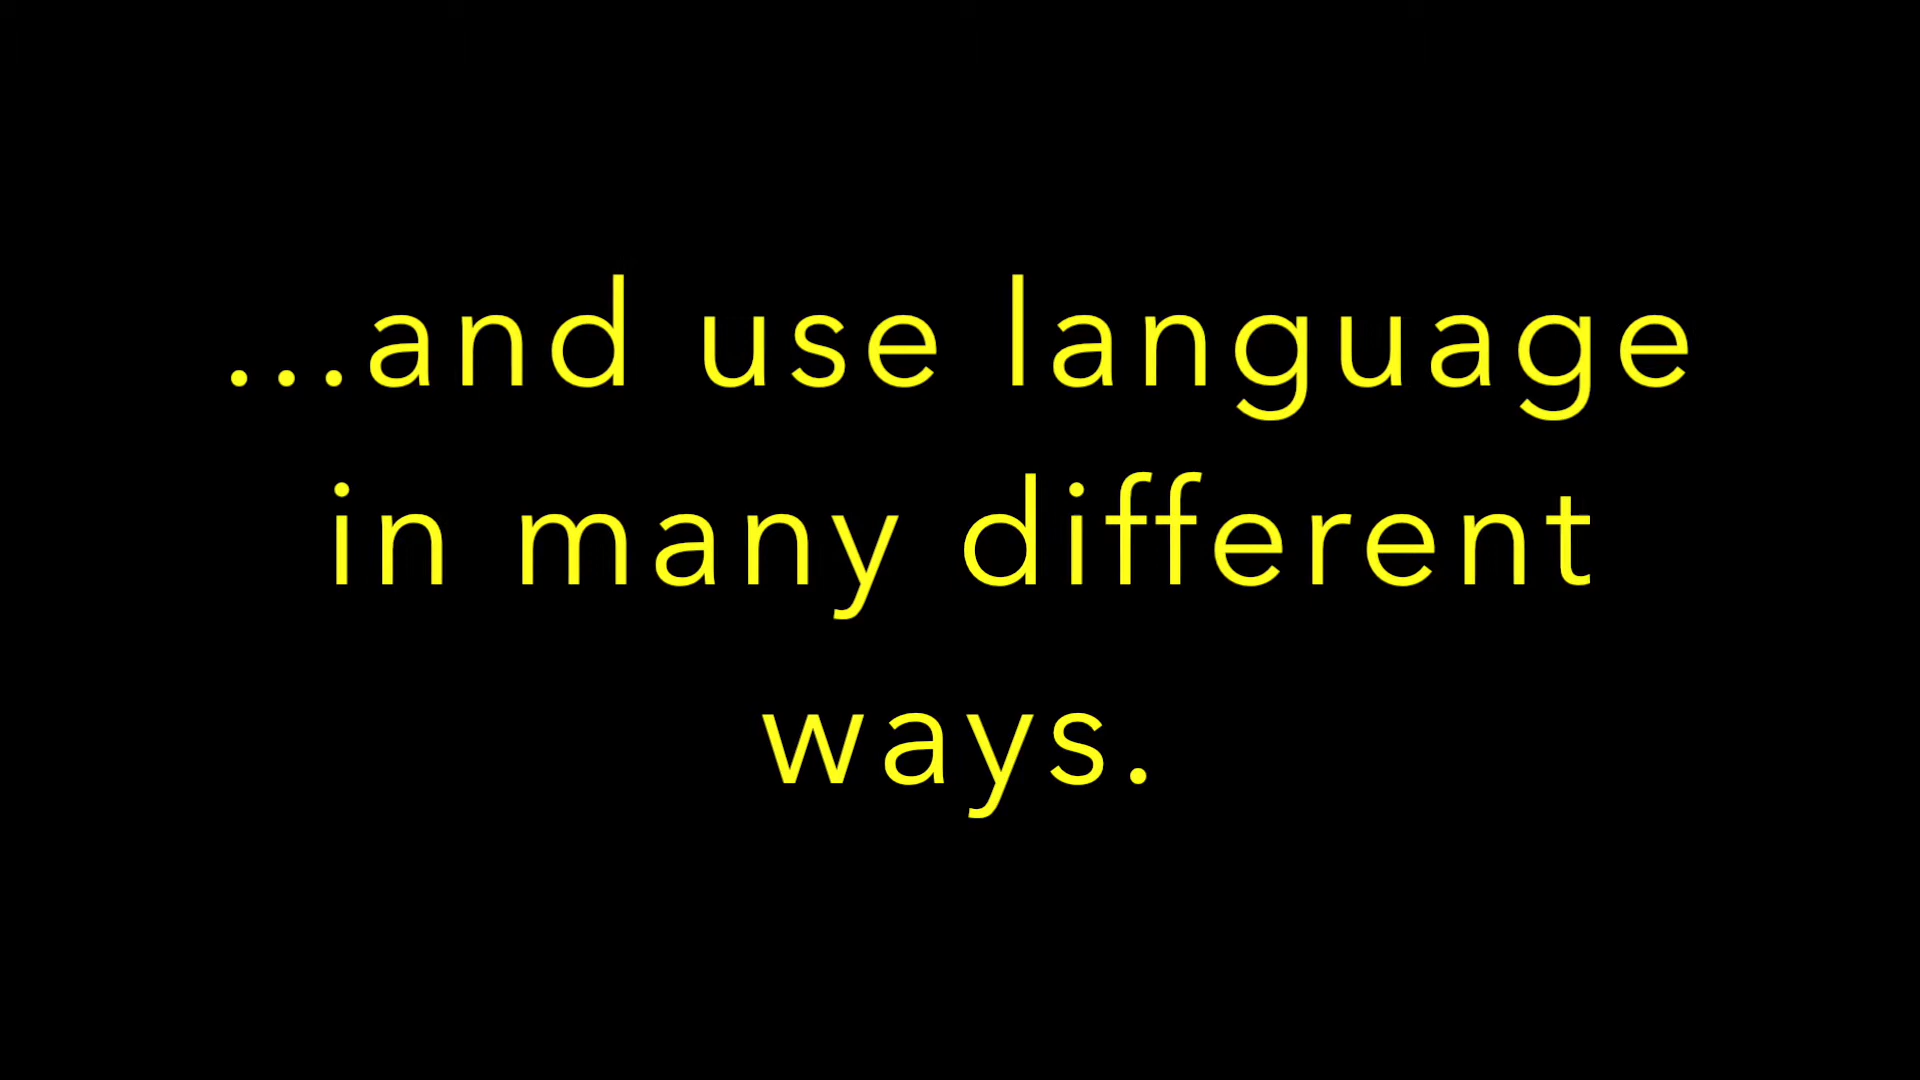 ...and use language
in many different
ways.